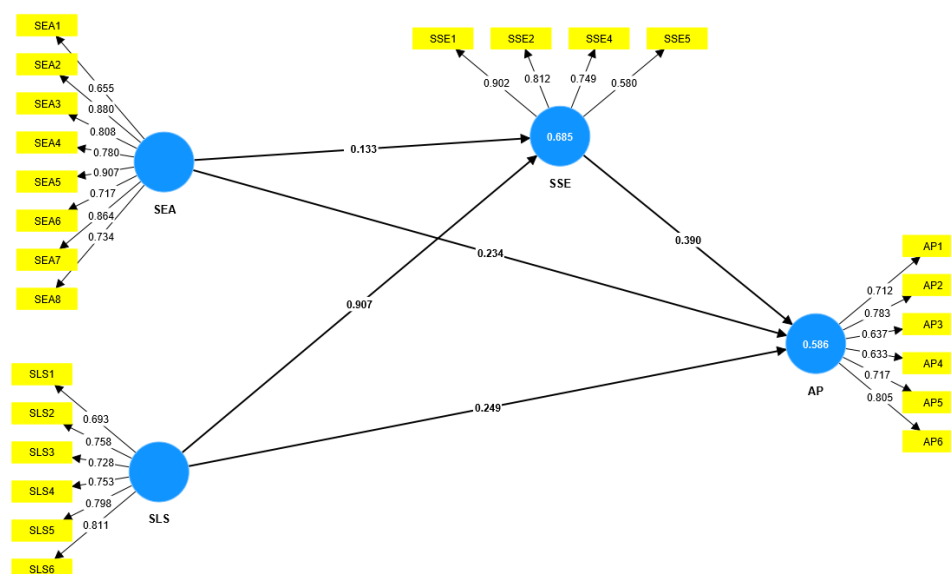 SEA1
SEA2
SEA3
SEA4
SEA5
SEA6
SEA7
SEA8
0.655
0.880
0.808
0.780
0.907
0.717
0.864
0.734
SEA
SSE1
SSE2
SSE4
SSE5
0.902
0.812
0.749
0.580
0.685
SSE
0.133
0.234
0.390
0.907
0.249
SLS1
SLS2
SLS3
SLS4
SLS5
SLS6
0.693
0.758
0.728
0.753
0.798
0.811
SLS
0.586
AP
0.712
0.783
0.637
0.633
0.717
0.805
AP1
AP2
AP3
AP4
AP5
AP6